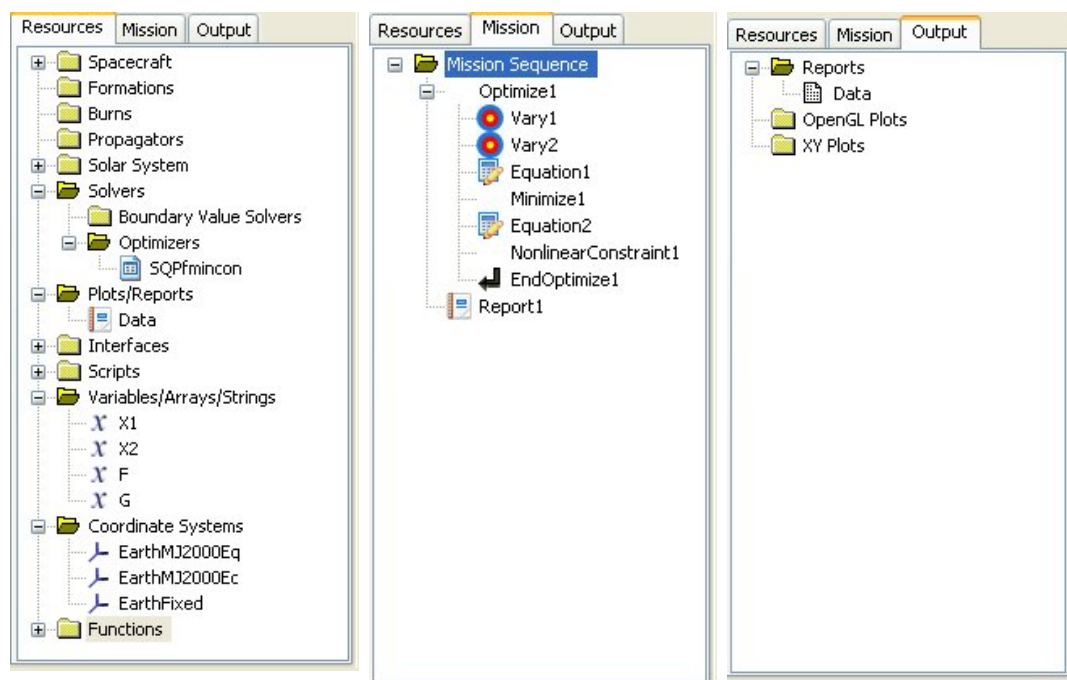 Resources Mission Output
Spacecraft
Formations
Burns
Propagators
Solar System
Solvers
Boundary Value Solvers
Optimizers
SQPfmincon
Plots/Reports
Data
Interfaces
Scripts
Variables/Arrays/Strings
X1
X2
F
G
Coordinate Systems
EarthMJ2000Eq
EarthMJ2000Ec
EarthFixed
Functions
Resources Mission Output
Mission Sequence
Optimize1
Vary1
Vary2
Equation1
Minimize1
Equation2
NonlinearConstraint1
EndOptimize1
Report1
Resources Mission Output
Reports
Data
OpenGL Plots
XY Plots